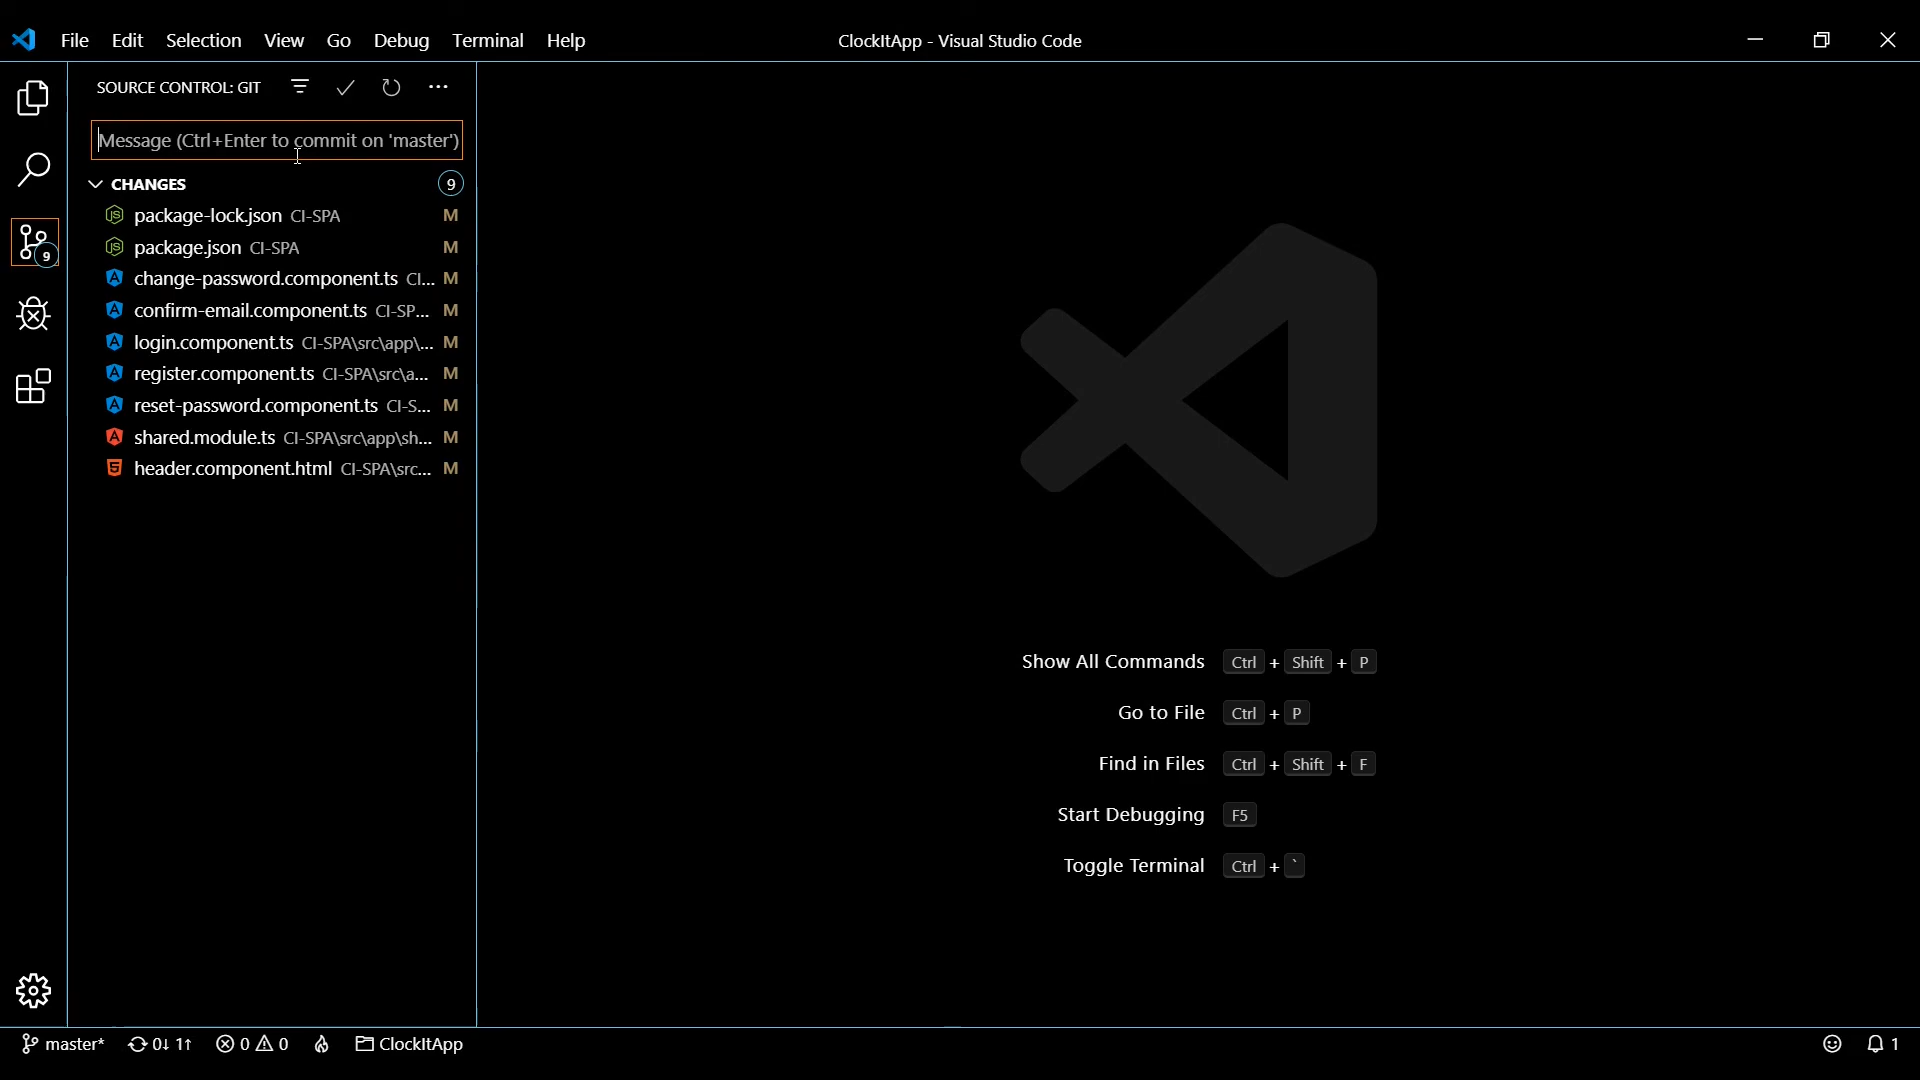 File Edit Selection View Go Debug Terminal Help ClockItApp - Visual Studio Code
SOURCE CONTROL: GIT
Message (Ctrl+Enter to commit on 'master')
CHANGES 9
package-lock.json CI-SPA M
package.json CI-SPA M
9
change-password.component.ts CI... M
confirm-email.component.ts CI-SP... M
login.component.ts CI-SPA\src\app\... M
register.component.ts CI-SPA\src\a... M
reset-password.component.ts CI-S... M
shared.module.ts CI-SPA\src\app\sh... M
header.component.html CI-SPA\src... M
Show All Commands Ctrl + Shift + P
Go to File Ctrl + P
Find in Files Ctrl + Shift + F
Start Debugging F5
Toggle Terminal Ctrl + `
master* 0↓ 1↑ 0 0 ClockItApp 1